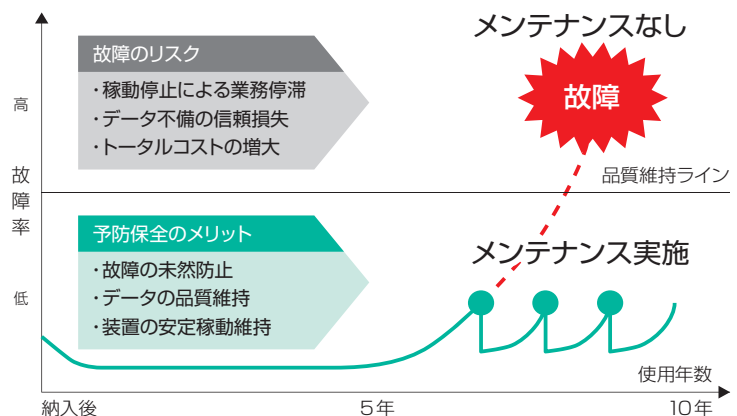 メンテナンスなし
故障のリスク
・稼動停止による業務停滞
・データ不備の信頼損失
・トータルコストの増大
故障
高
故障率
低
品質維持ライン
予防保全のメリット
・故障の未然防止
・データの品質維持
・装置の安定稼動維持
メンテナンス実施
使用年数
納入後
5年
10年